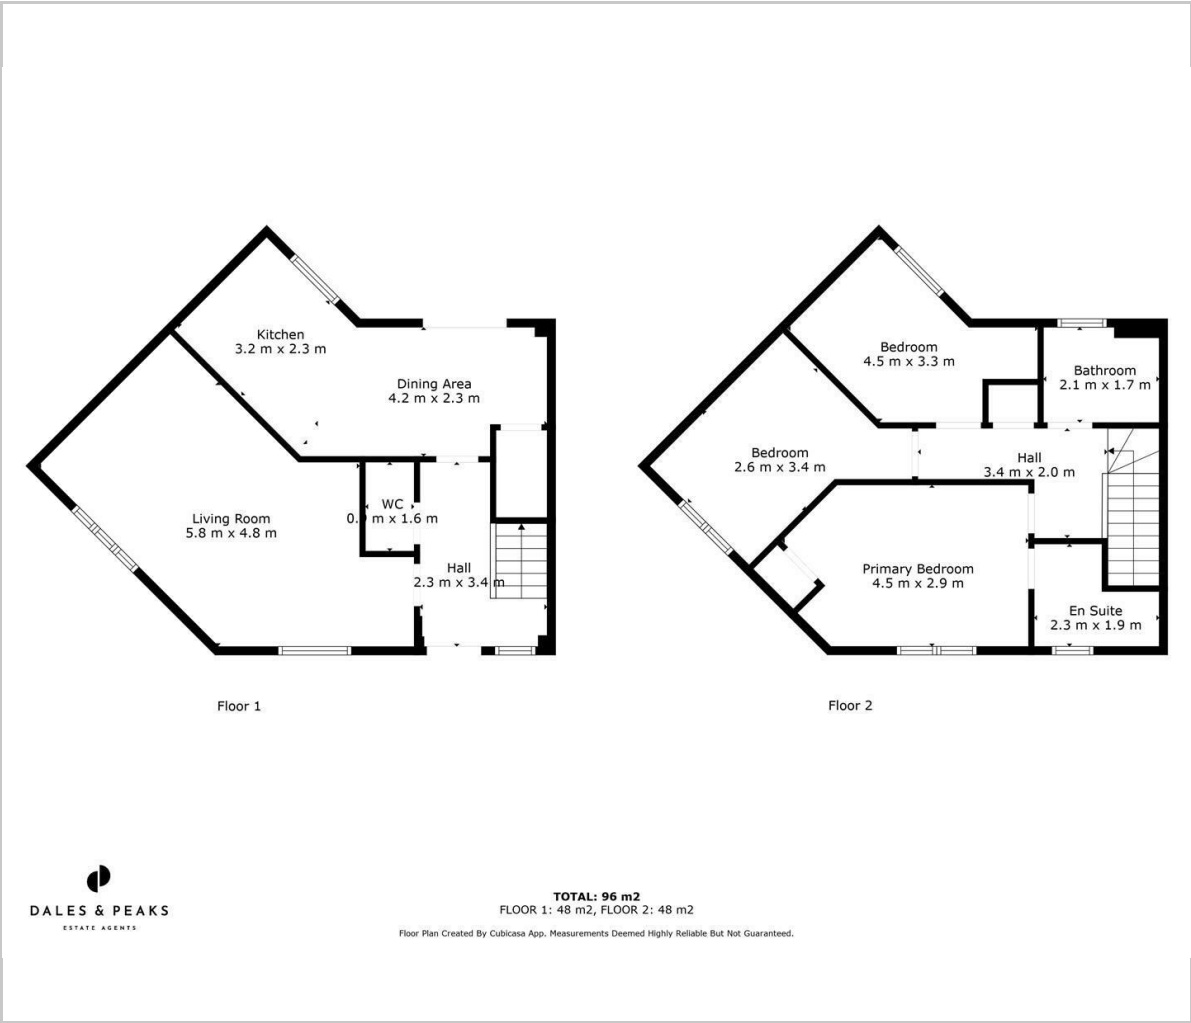 Kitchen
3.2 m x 2.3 m
Dining Area
4.2 m x 2.3 m
Living Room
5.8 m x 4.8 m
WC
m x 1.6 m
Hall
2.3 m x 3.4 m
Floor 1
Bedroom
4.5 m x 3.3 m
Bathroom
2.1 m x 1.7 m
Bedroom
2.6 m x 3.4 m
Hall
3.4 m x 2.0 m
Primary Bedroom
4.5 m x 2.9 m
En Suite
2.3 m x 1.9 m
Floor 2
DALES & PEAKS
ESTATE AGENTS
TOTAL: 96 m2
FLOOR 1: 48 m2, FLOOR 2: 48 m2
Floor Plan Created By Cubicasa App. Measurements Deemed Highly Reliable But Not Guaranteed.